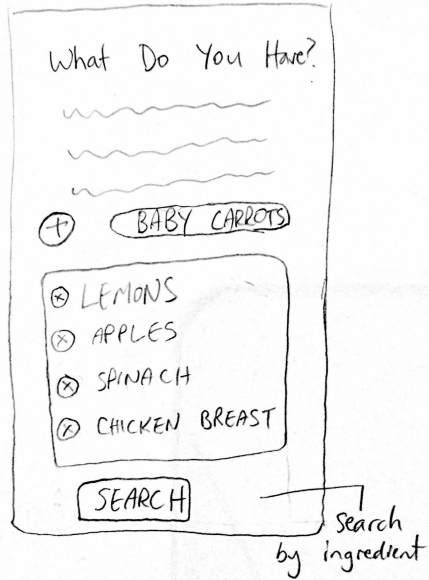 What Do You Have?
BABY CARROTS
LEMONS
APPLES
SPINACH
CHICKEN BREAST
SEARCH
Search
by ingredient